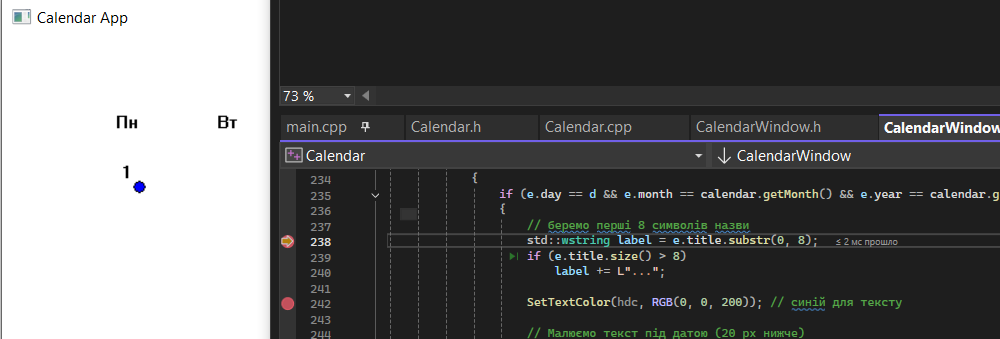 Calendar App
Пн Вт
1
73 %
main.cpp Calendar.h Calendar.cpp CalendarWindow.h CalendarWindow
Calendar CalendarWindow
234 {
235 if (e.day == d && e.month == calendar.getMonth() && e.year == calendar.g
236 {
237 // беремо перші 8 символів назви
238 std::wstring label = e.title.substr(0, 8); ≤ 2 мс прошло
239 if (e.title.size() > 8)
240 label += L"...";
241
242 SetTextColor(hdc, RGB(0, 0, 200)); // синій для тексту
243
244 // Малюємо текст під датою (20 px нижче)